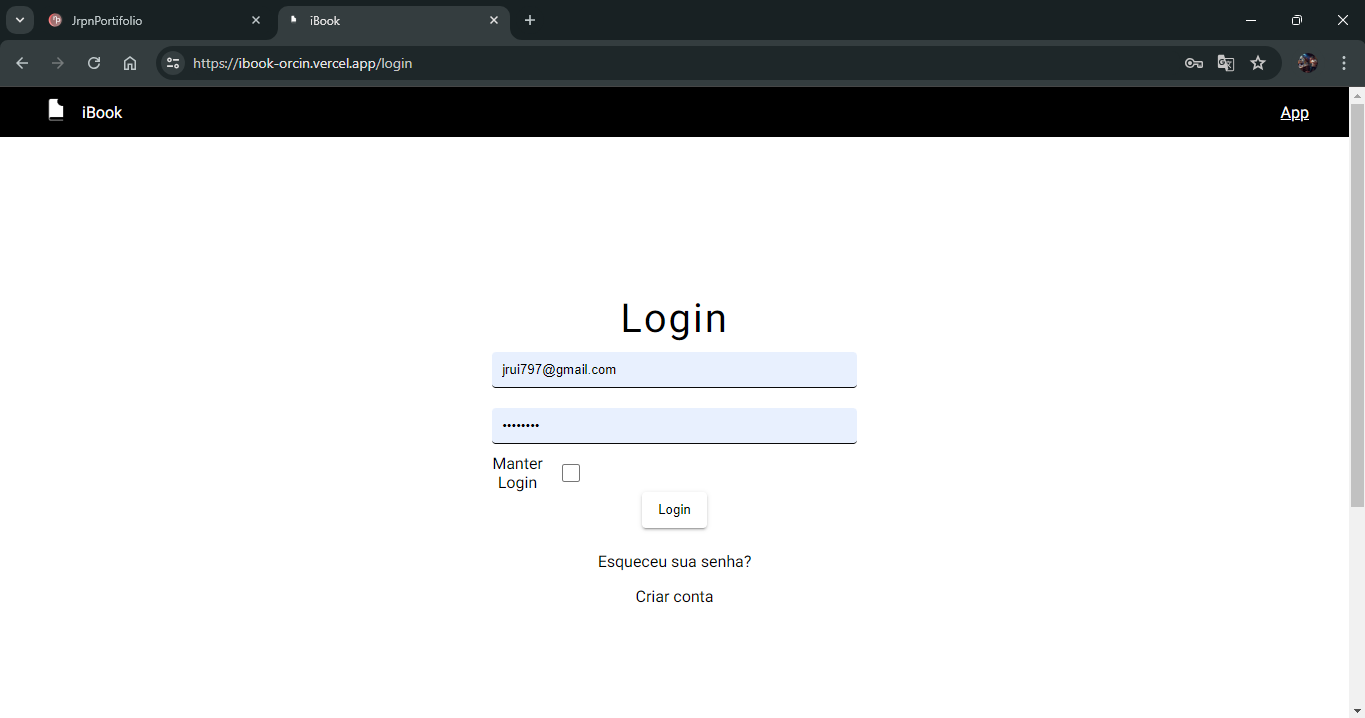 JrpnPortifolio
iBook
https://ibook-orcin.vercel.app/login
iBook
App
Login
jrui797@gmail.com
••••••••
Manter
Login
Login
Esqueceu sua senha?
Criar conta